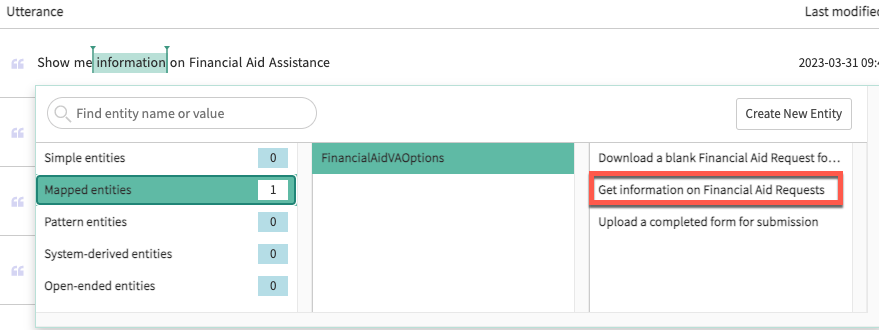 Utterance Last modified
Show me information on Financial Aid Assistance 2023-03-31 09:4
Find entity name or value Create New Entity
Simple entities 0 FinancialAidVAOptions Download a blank Financial Aid Request fo...
Mapped entities 1 Get information on Financial Aid Requests
Pattern entities 0 Upload a completed form for submission
System-derived entities 0
Open-ended entities 0